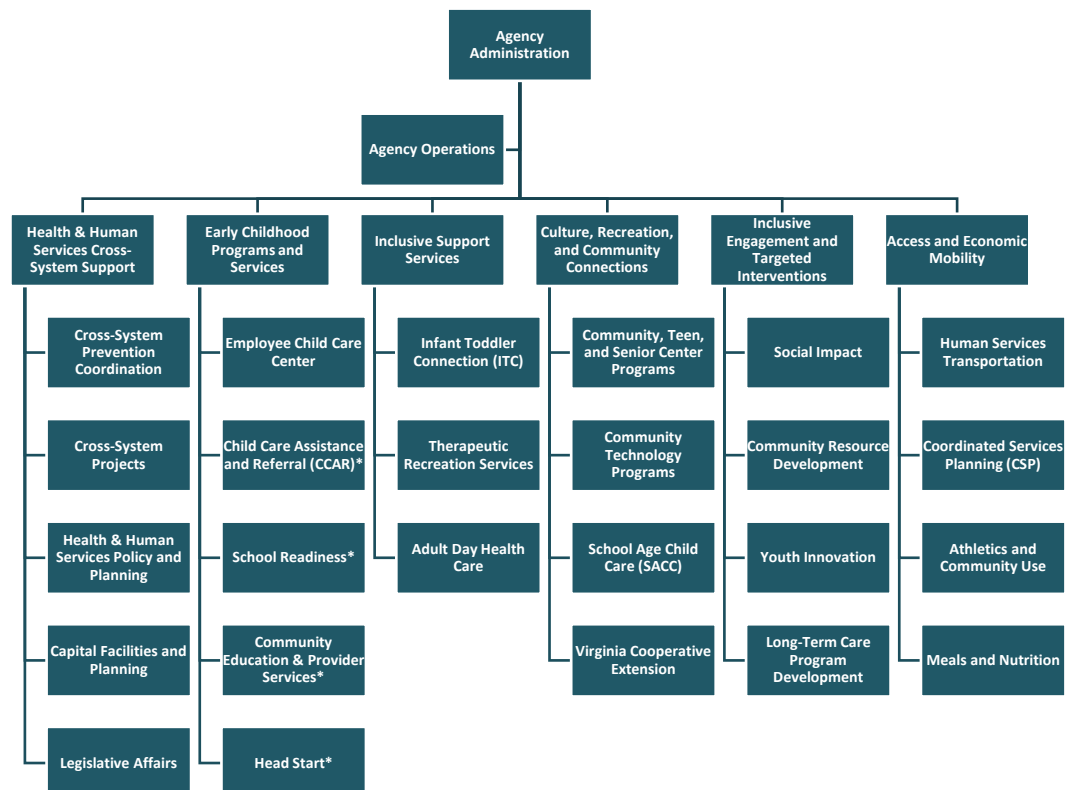 Agency
Administration
Agency Operations
Health & Human
Services Cross-
System Support
Early Childhood
Programs and
Services
Inclusive Support
Services
Culture, Recreation,
and Community
Connections
Inclusive
Engagement and
Targeted
Interventions
Access and Economic
Mobility
Cross-System
Prevention
Coordination
Employee Child Care
Center
Infant Toddler
Connection (ITC)
Community, Teen,
and Senior Center
Programs
Social Impact
Human Services
Transportation
Cross-System
Projects
Child Care Assistance
and Referral (CCAR)*
Therapeutic
Recreation Services
Community
Technology
Programs
Community Resource
Development
Coordinated Services
Planning (CSP)
Health & Human
Services Policy and
Planning
School Readiness*
Adult Day Health
Care
School Age Child
Care (SACC)
Youth Innovation
Athletics and
Community Use
Capital Facilities and
Planning
Community
Education & Provider
Services*
Virginia Cooperative
Extension
Long-Term Care
Program
Development
Meals and Nutrition
Legislative Affairs
Head Start*